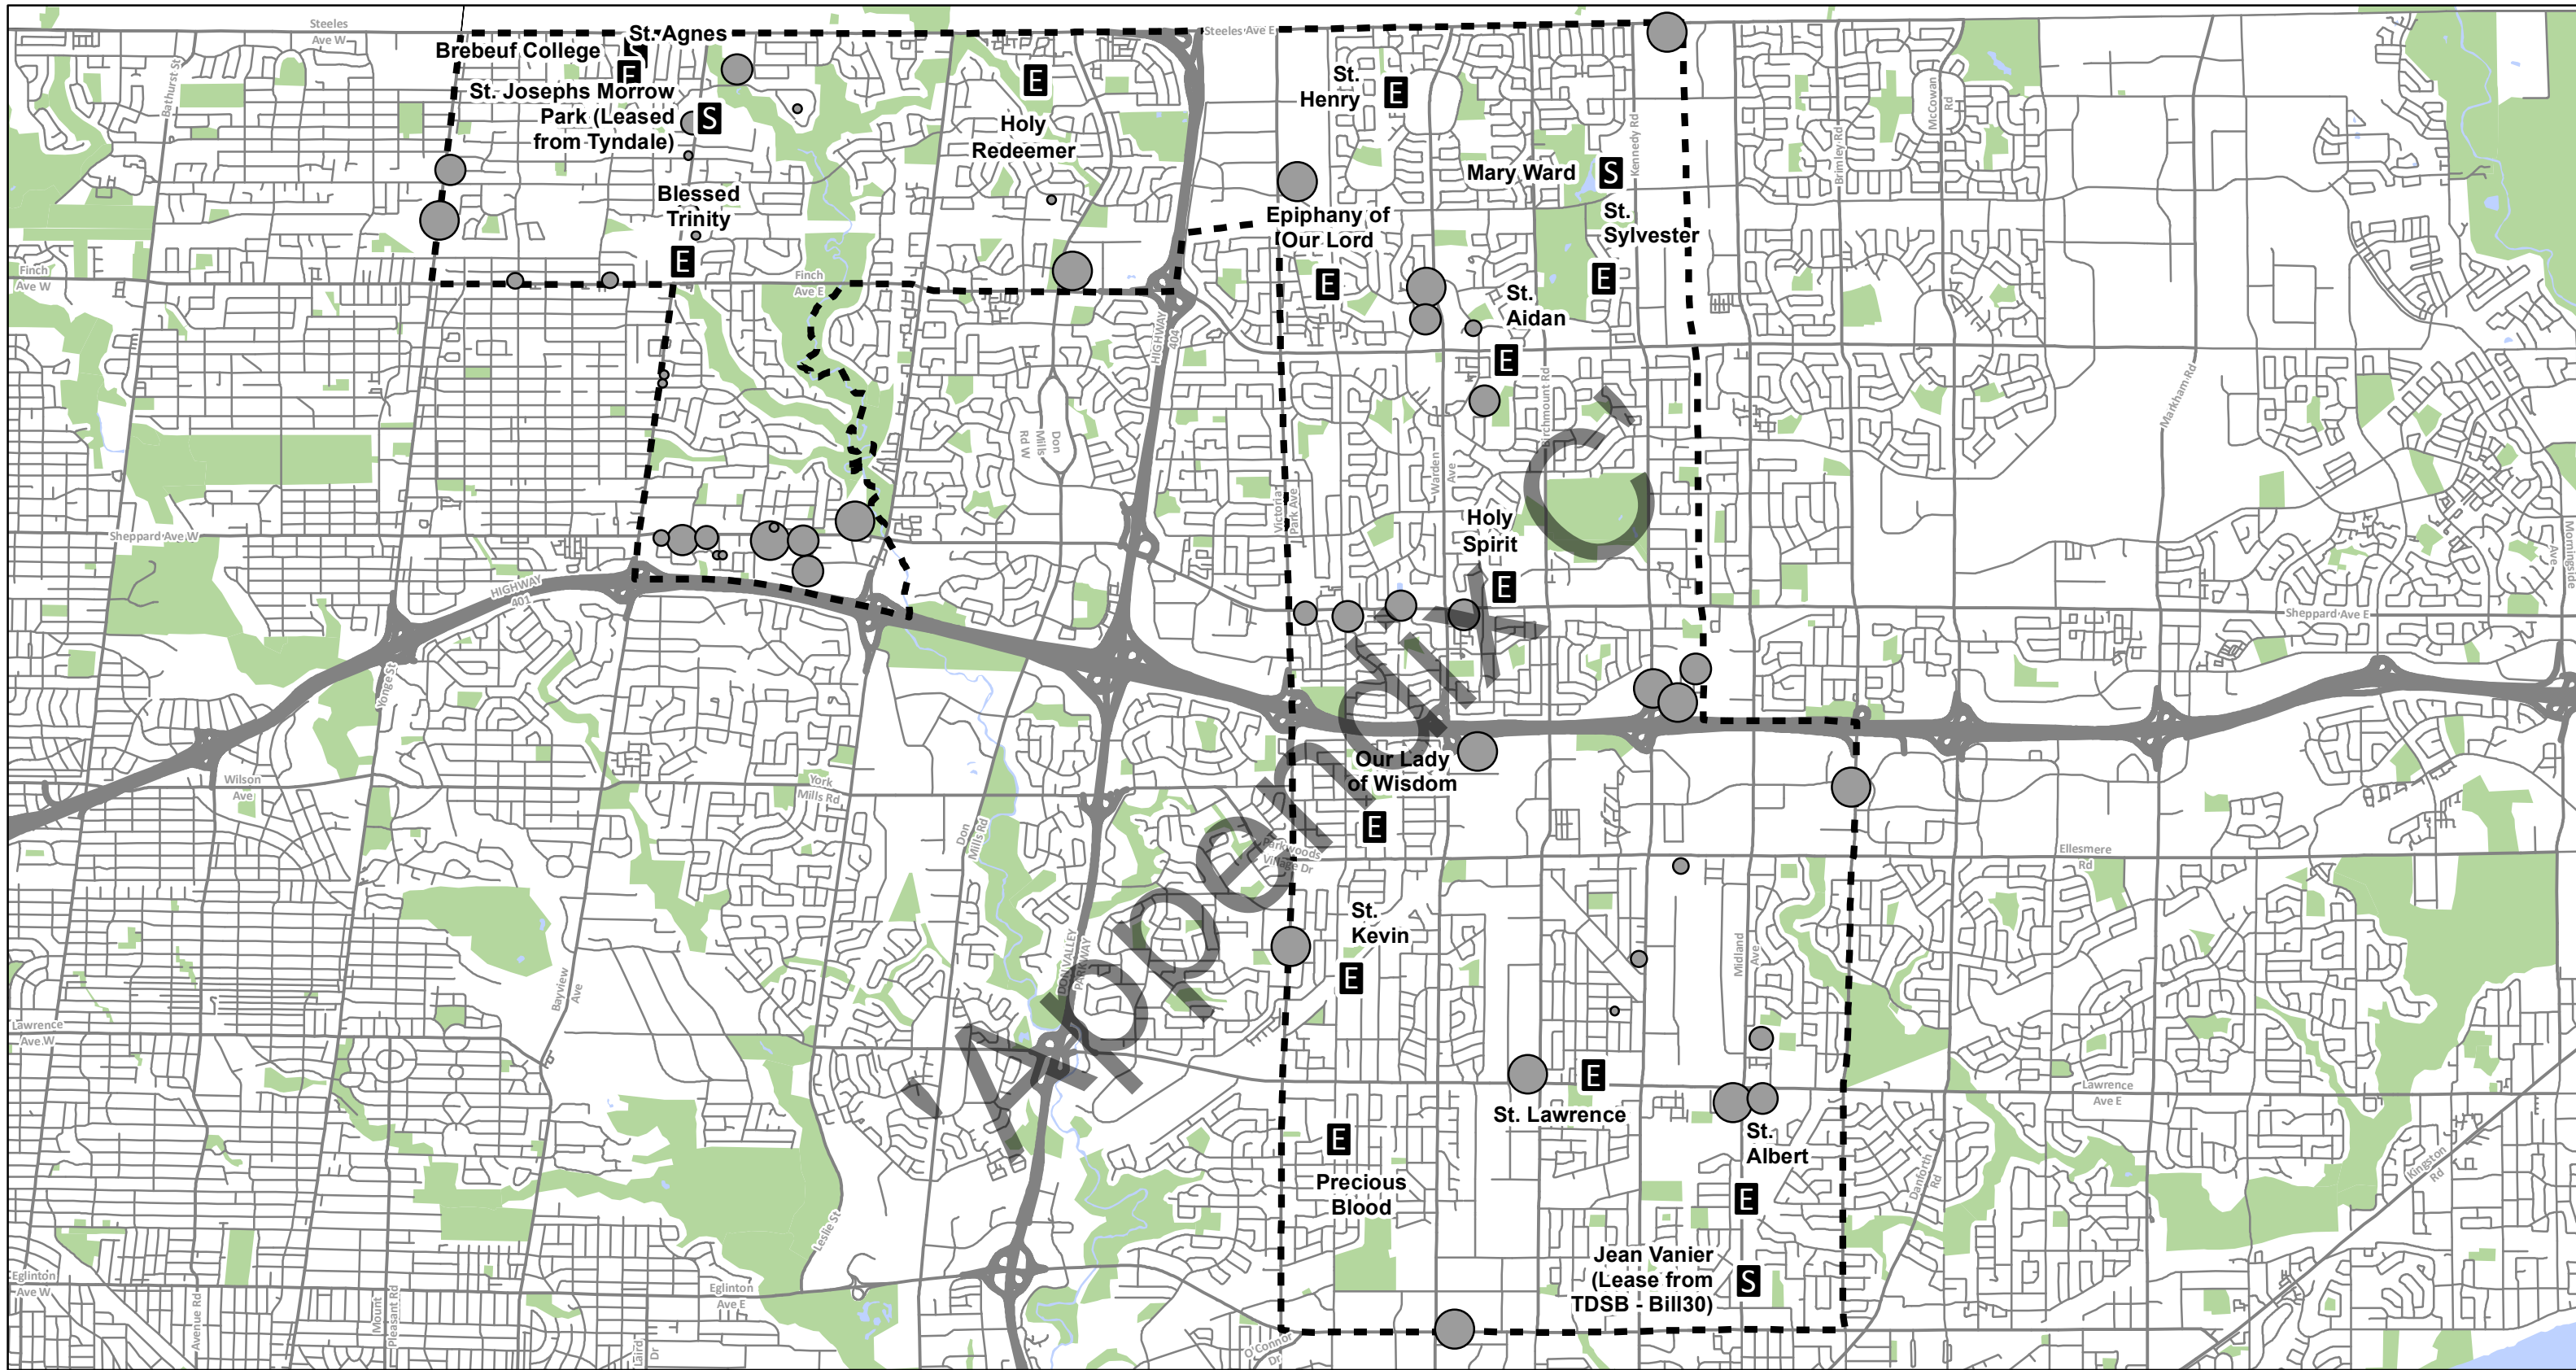 Steeles
Ave W
Steeles Ave E
St. Agnes
Brebeuf College
E
St. Josephs Morrow
Park (Leased
from Tyndale)
S
E
Holy
Redeemer
St.
Henry
E
Bathurst St
Kennedy Rd
McCowan
Rd
Brimley Rd
Mary Ward
S
Blessed
Trinity
E
Epiphany of
Our Lord
E
St.
Sylvester
E
Finch
Ave W
Finch
Ave E
St.
Aidan
E
HIGHWAY
404
Birchmount Rd
Markham Rd
Don
Mills
Rd W
Warden
Ave
Victoria
Park Ave
Holy
Spirit
E
Sheppard Ave W
Morningside
Ave
HIGHWAY
401
Sheppard Ave E
Yonge St
'Appendix C'
Our Lady
of Wisdom
E
Wilson
Ave
York
Mills Rd
Don
Mills Rd
Parkwoods
Village Dr
Ellesmere
Rd
St.
Kevin
E
DON VALLEY
PARKWAY
Midland
Ave
Bayview
Ave
Lawrence
Ave W
E
St. Lawrence
Lawrence
Ave E
E
Precious
Blood
St.
Albert
E
Danforth
Rd
Kingston
Rd
Leslie St
Jean Vanier
(Lease from
TDSB - Bill30)
S
Eglinton
Ave W
Eglinton
Ave E
Avenue Rd
Mount
Pleasant Rd
Laird
Dr
O'Connor
Dr